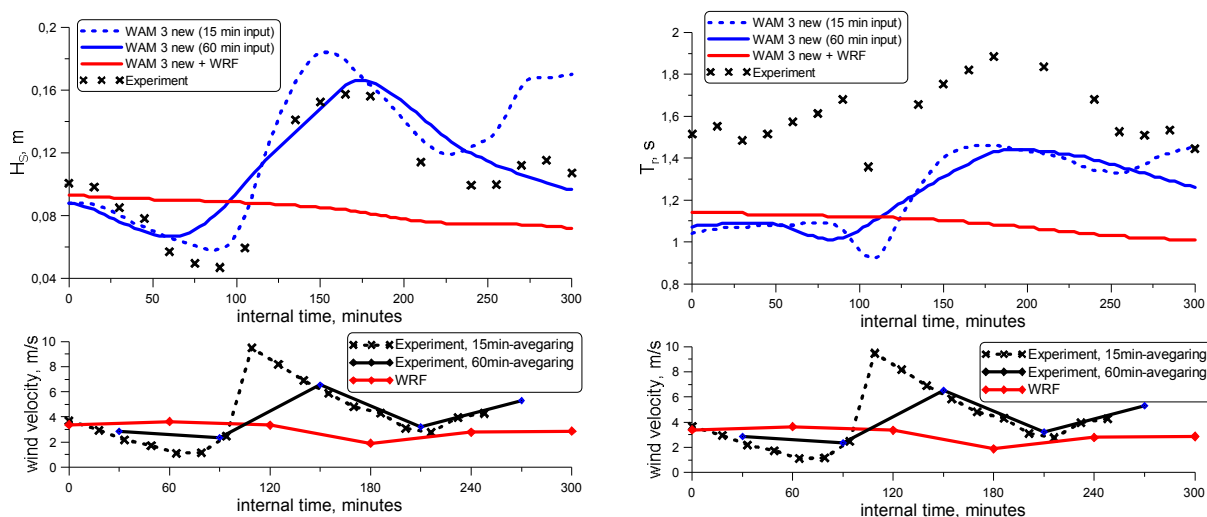 0,2
0,16
0,12
0,08
0,04
H_S, m
WAM 3 new (15 min input)
WAM 3 new (60 min input)
WAM 3 new + WRF
Experiment
0 50 100 150 200 250 300
internal time, minutes
10
8
6
4
2
0
wind velocity, m/s
Experiment, 15min-avegaring
Experiment, 60min-avegaring
WRF
0 60 120 180 240 300
internal time, minutes
2
1,8
1,6
1,4
1,2
1
0,8
WAM 3 new (15 min input)
WAM 3 new (60 min input)
WAM 3 new + WRF
Experiment
0 50 100 150 200 250 300
internal time, minutes
10
8
6
4
2
0
wind velocity, m/s
Experiment, 15min-avegaring
Experiment, 60min-avegaring
WRF
0 60 120 180 240 300
internal time, minutes